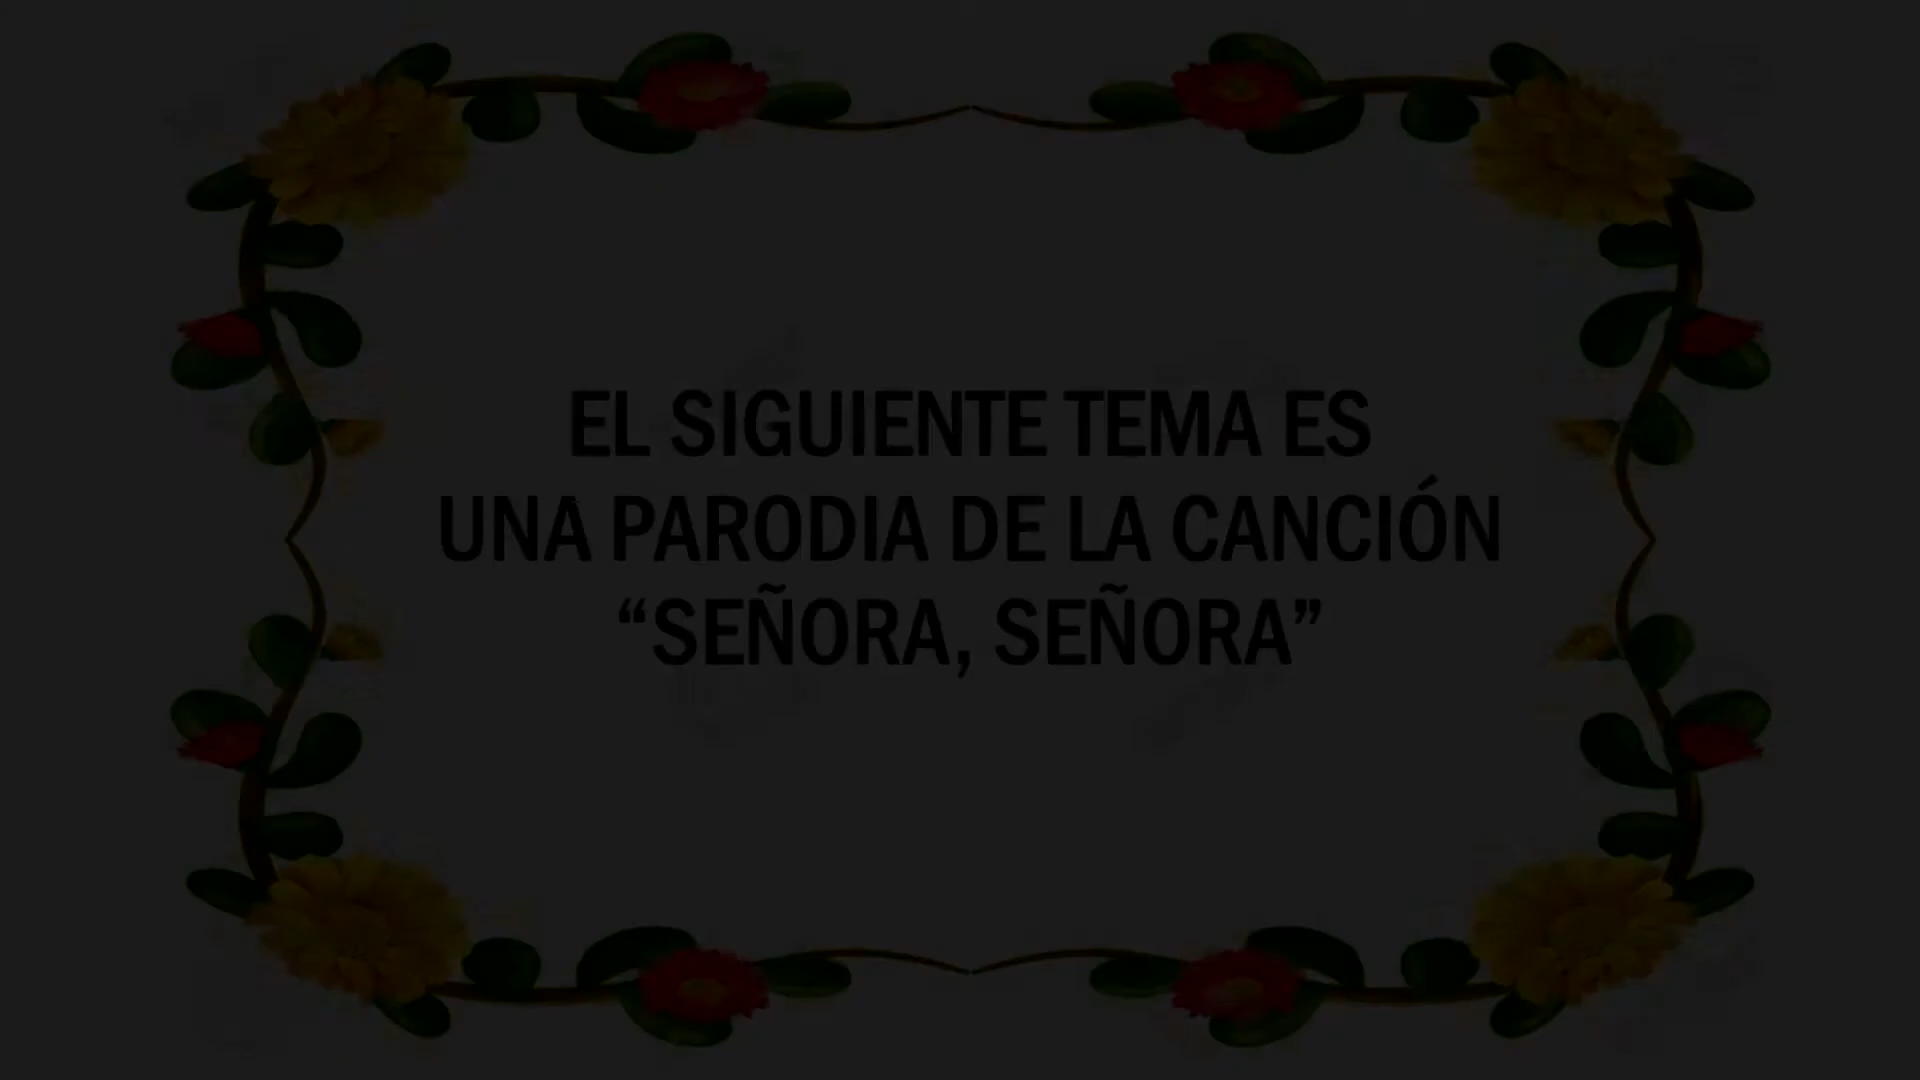 EL SIGUIENTE TEMA ES
UNA PARODIA DE LA CANCIÓN
“SEÑORA, SEÑORA”